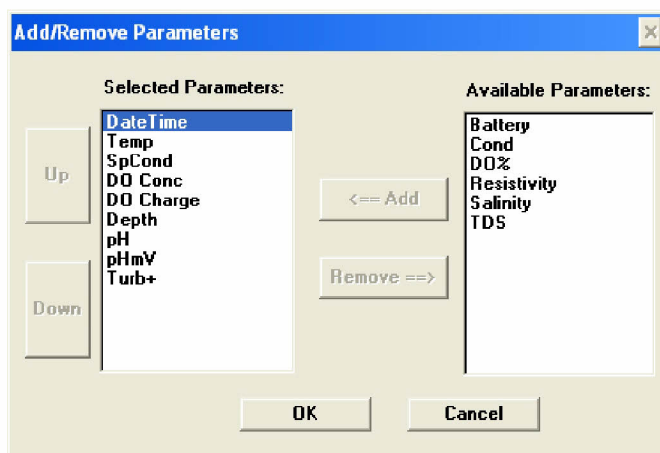 Add/Remove Parameters
Selected Parameters:
DateTime
Temp
SpCond
DO Conc
DO Charge
Depth
pH
pHmV
Turb+
Up
Down
<== Add
Remove ==>
Available Parameters:
Battery
Cond
DO%
Resistivity
Salinity
TDS
OK
Cancel